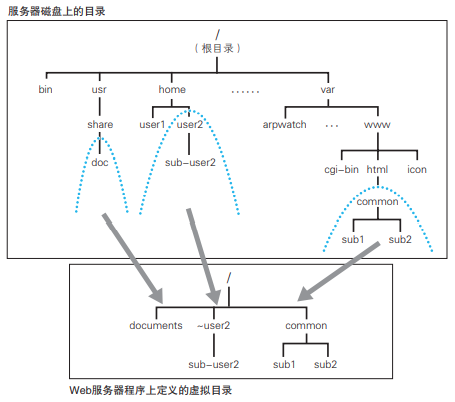 服务器磁盘上的目录
/
(根目录)
bin usr home ...... var
share user1 user2 arpwatch ... www
doc sub-user2 cgi-bin html icon
common
sub1 sub2
/
documents ~user2 common
sub-user2 sub1 sub2
Web服务器程序上定义的虚拟目录